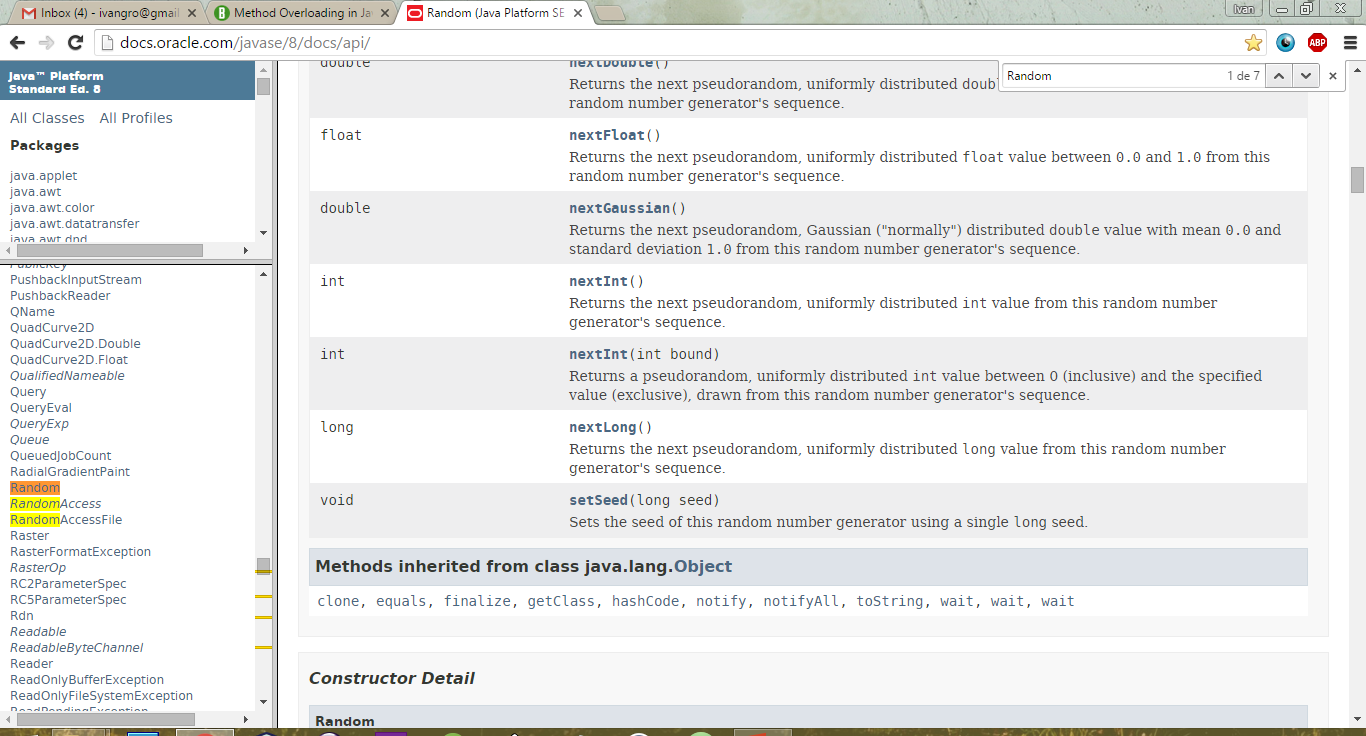 Inbox (4) - ivangro@gmail
Method Overloading in Ja
Random (Java Platform SE
Iván
docs.oracle.com/javase/8/docs/api/
ABP
Random
1 de 7
Java™ Platform
Standard Ed. 8
All Classes All Profiles
Packages
java.applet
java.awt
java.awt.color
java.awt.datatransfer
java.awt.dnd
PublicKey
PushbackInputStream
PushbackReader
QName
QuadCurve2D
QuadCurve2D.Double
QuadCurve2D.Float
QualifiedNameable
Query
QueryEval
QueryExp
Queue
QueuedJobCount
RadialGradientPaint
Random
RandomAccess
RandomAccessFile
Raster
RasterFormatException
RasterOp
RC2ParameterSpec
RC5ParameterSpec
Rdn
Readable
ReadableByteChannel
Reader
ReadOnlyBufferException
ReadOnlyFileSystemException
ReadPendingException
double nextDouble()
Returns the next pseudorandom, uniformly distributed doub
random number generator's sequence.
float nextFloat()
Returns the next pseudorandom, uniformly distributed float value between 0.0 and 1.0 from this
random number generator's sequence.
double nextGaussian()
Returns the next pseudorandom, Gaussian ("normally") distributed double value with mean 0.0 and
standard deviation 1.0 from this random number generator's sequence.
int nextInt()
Returns the next pseudorandom, uniformly distributed int value from this random number
generator's sequence.
int nextInt(int bound)
Returns a pseudorandom, uniformly distributed int value between 0 (inclusive) and the specified
value (exclusive), drawn from this random number generator's sequence.
long nextLong()
Returns the next pseudorandom, uniformly distributed long value from this random number
generator's sequence.
void setSeed(long seed)
Sets the seed of this random number generator using a single long seed.
Methods inherited from class java.lang.Object
clone, equals, finalize, getClass, hashCode, notify, notifyAll, toString, wait, wait, wait
Constructor Detail
Random